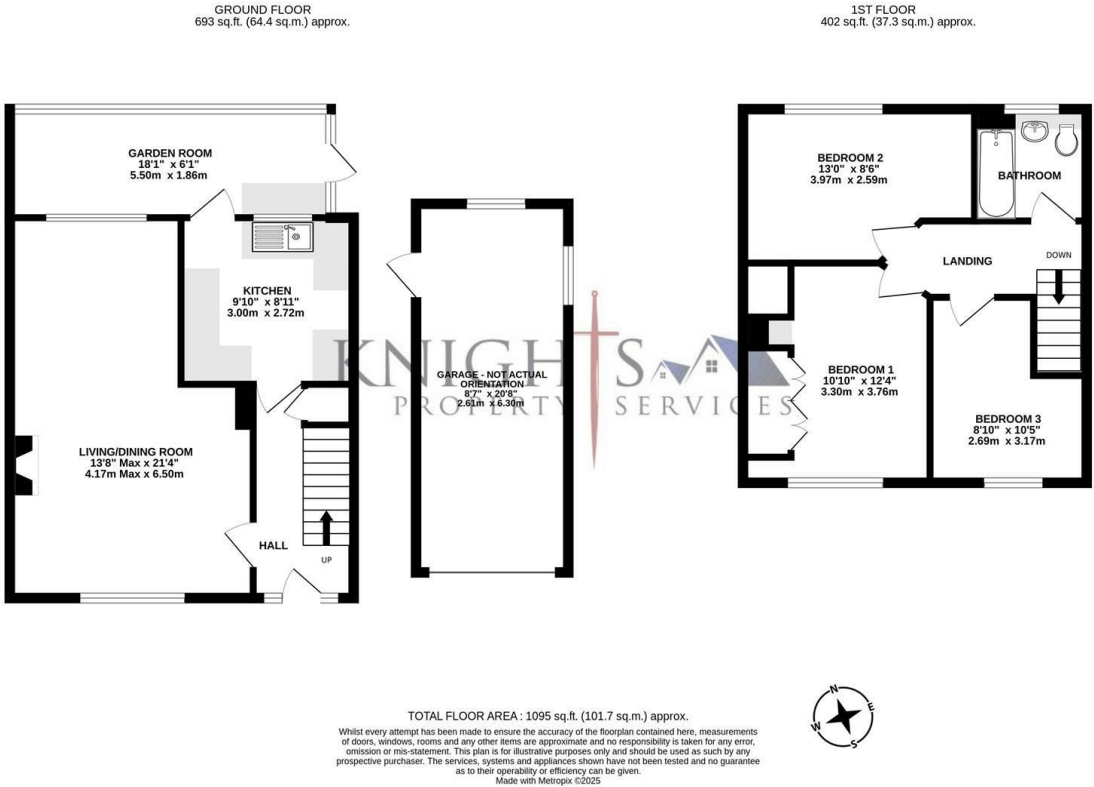 GROUND FLOOR
693 sq.ft. (64.4 sq.m.) approx.
1ST FLOOR
402 sq.ft. (37.3 sq.m.) approx.
GARDEN ROOM
18'1" x 6'1"
5.50m x 1.86m
KITCHEN
9'10" x 8'11"
3.00m x 2.72m
LIVING/DINING ROOM
13'8" Max x 21'4"
4.17m Max x 6.50m
HALL
UP
GARAGE - NOT ACTUAL
ORIENTATION
8'7" x 20'8"
2.61m x 6.30m
KNIGHTS
PROPERTY SERVICES
BEDROOM 2
13'0" x 8'6"
3.97m x 2.59m
BATHROOM
LANDING
DOWN
BEDROOM 1
10'10" x 12'4"
3.30m x 3.76m
BEDROOM 3
8'10" x 10'5"
2.69m x 3.17m
N
E
W
S
TOTAL FLOOR AREA : 1095 sq.ft. (101.7 sq.m.) approx.
Whilst every attempt has been made to ensure the accuracy of the floorplan contained here, measurements
of doors, windows, rooms and any other items are approximate and no responsibility is taken for any error,
omission or mis-statement. This plan is for illustrative purposes only and should be used as such by any
prospective purchaser. The services, systems and appliances shown have not been tested and no guarantee
as to their operability or efficiency can be given.
Made with Metropix ©2025